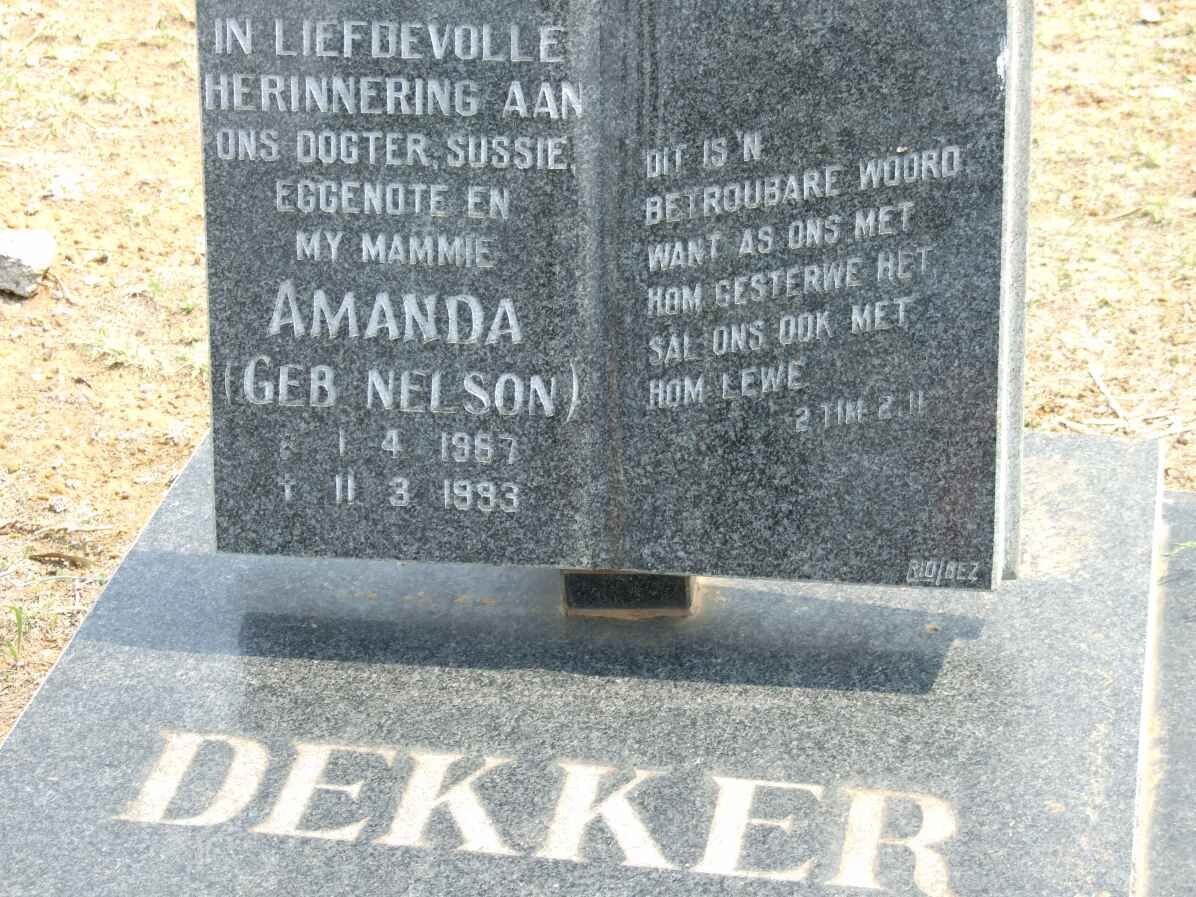 IN LIEFDEVOLLE
HERINNERING AAN
ONS DOGTER, SUSSIE,
EGGENOTE EN
MY MAMMIE
AMANDA
(GEB NELSON)
* 1 4 1967
† 11 3 1993
DIT IS 'N
BETROUBARE WOORD,
WANT AS ONS MET
HOM GESTERWE HET
SAL ONS OOK MET
HOM LEWE
2 TIM 2:11
RIO/BEZ
DEKKER